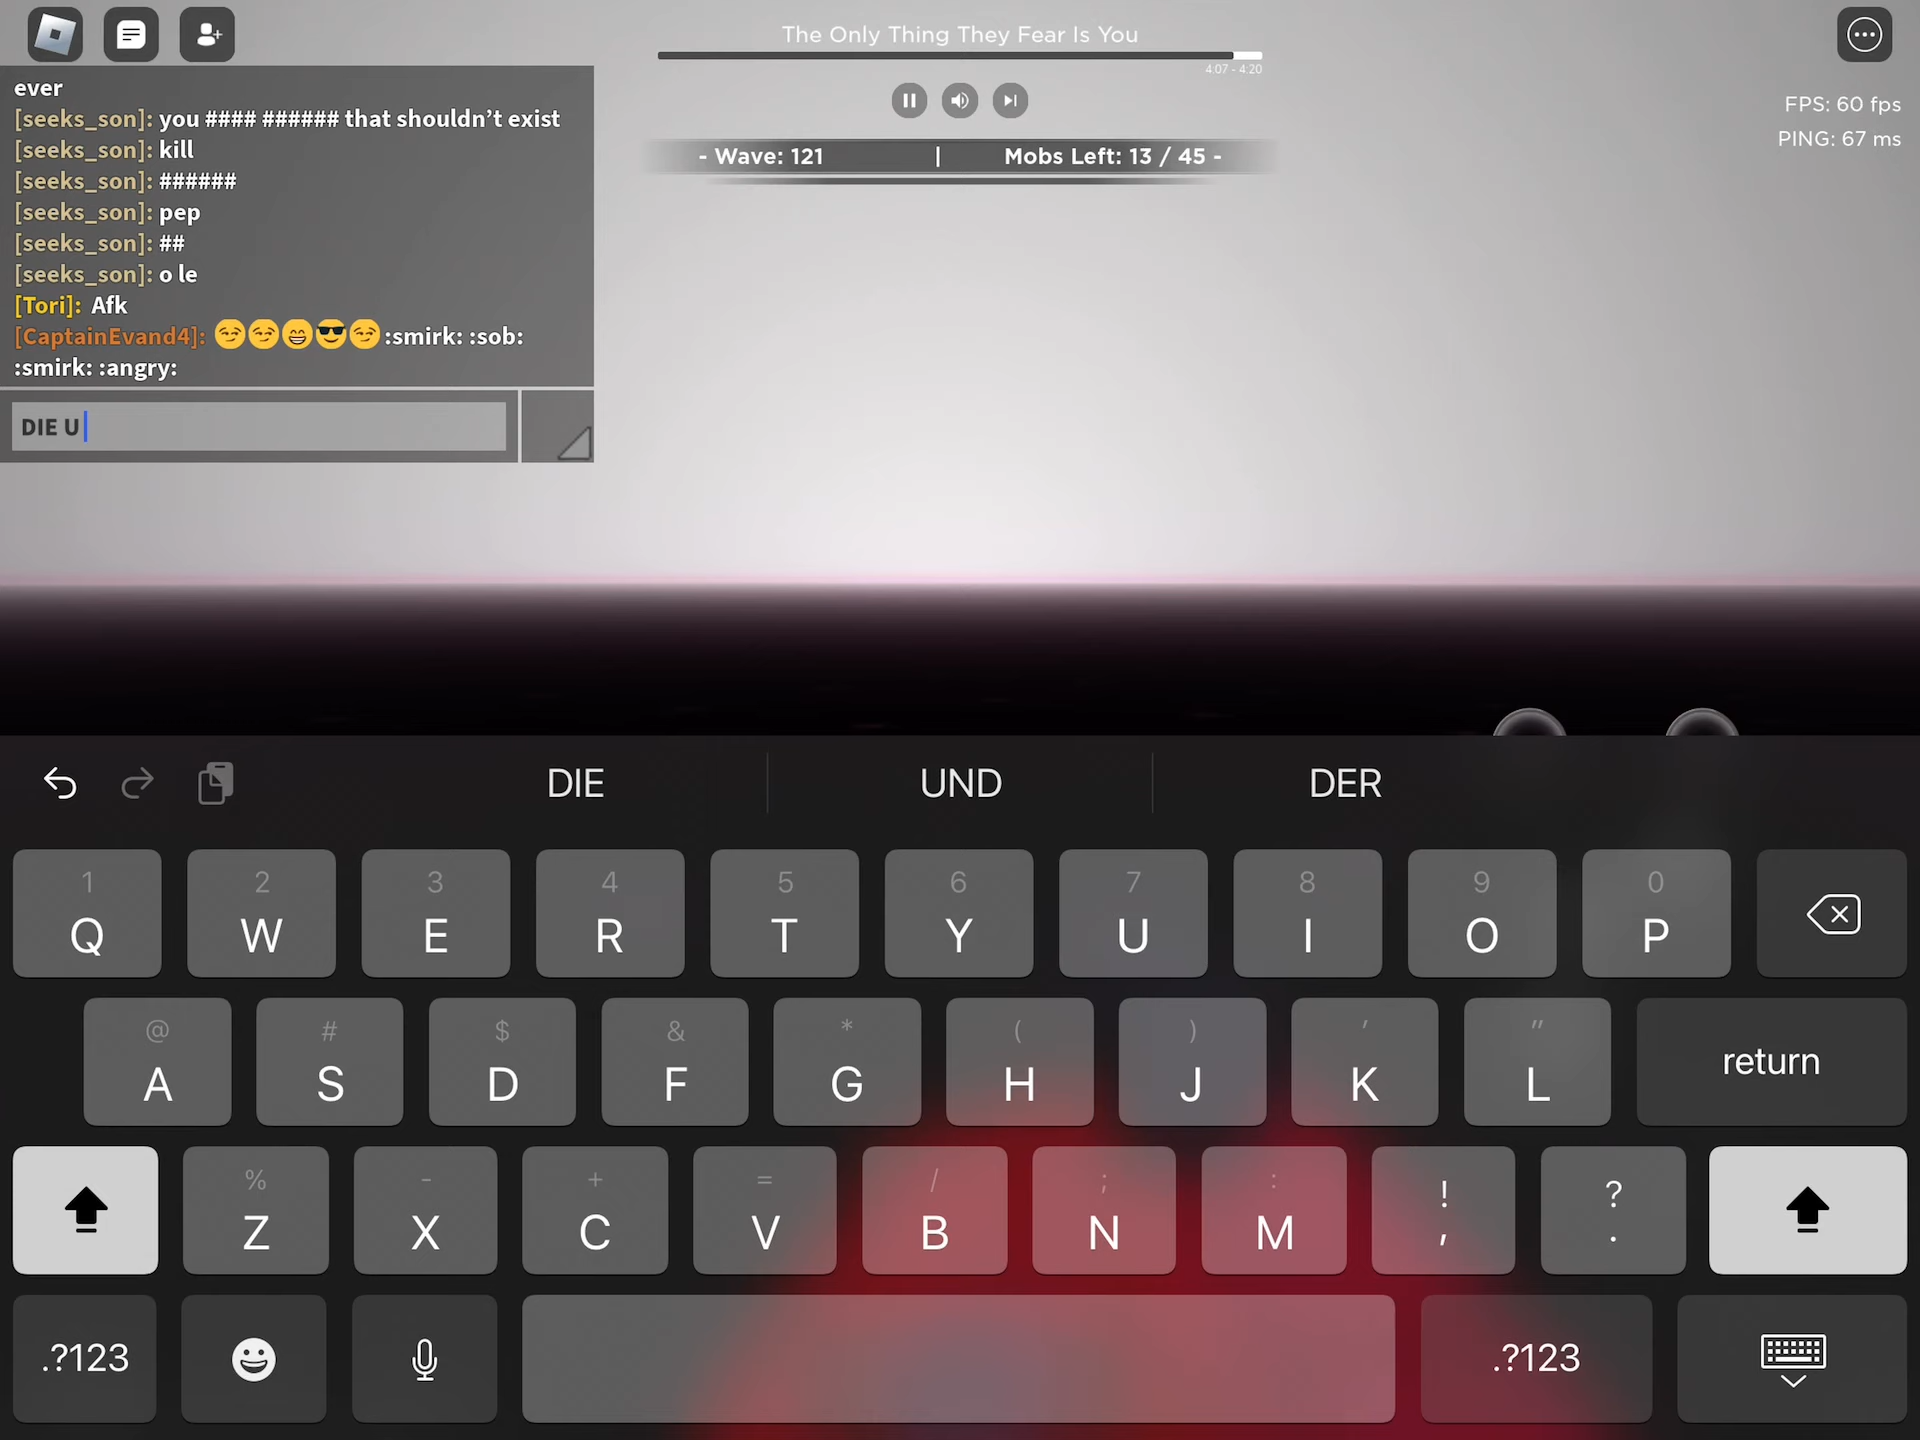 The Only Thing They Fear Is You
4:07 - 4:20
FPS: 60 fps
PING: 67 ms
- Wave: 121 | Mobs Left: 13 / 45 -
ever
[seeks_son]: you #### ###### that shouldn’t exist
[seeks_son]: kill
[seeks_son]: ######
[seeks_son]: pep
[seeks_son]: ##
[seeks_son]: o le
[Tori]: Afk
[CaptainEvand4]: 😏😏😁😎😏:smirk: :sob:
:smirk: :angry:
DIE U
DIE UND DER
1 2 3 4 5 6 7 8 9 0
Q W E R T Y U I O P
@ # $ & * ( ) ' "
A S D F G H J K L return
% - + = / ; : ! ?
Z X C V B N M , .
.?123 .?123